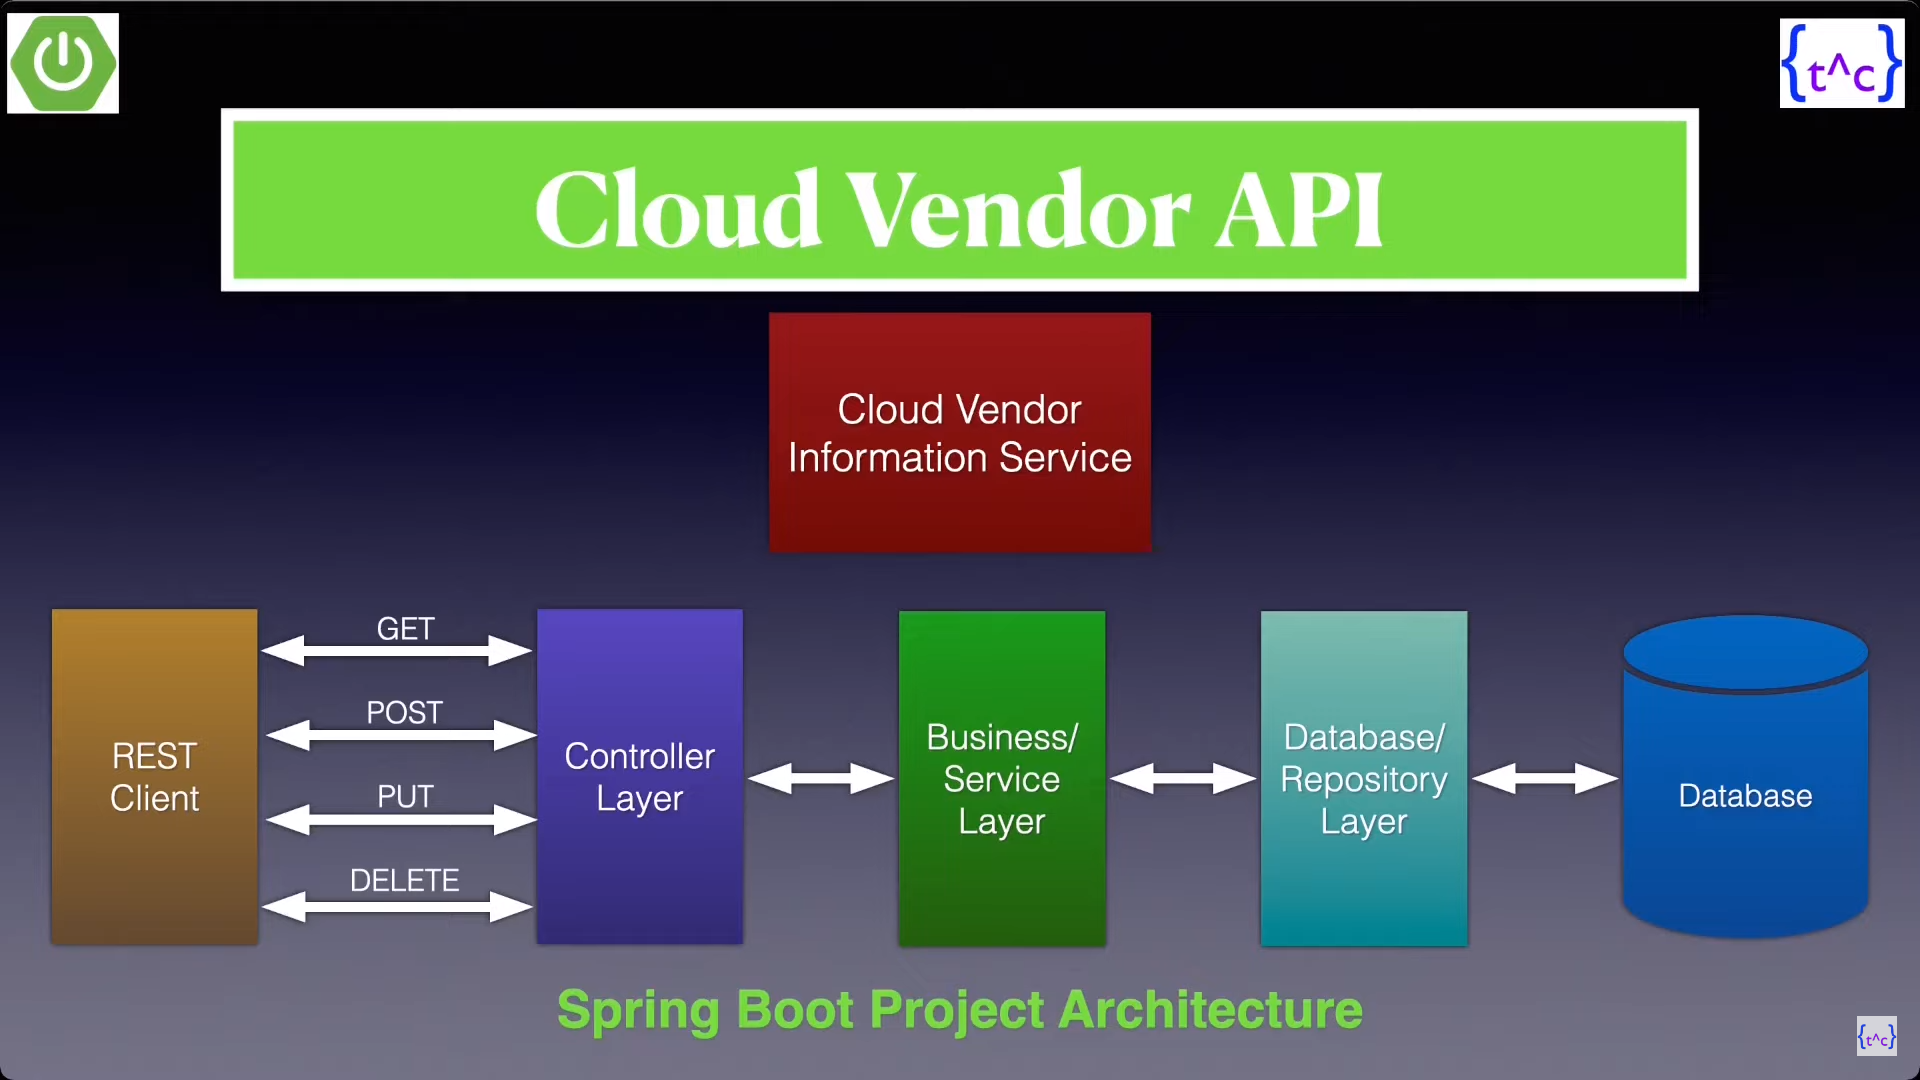 {t^c}
Cloud Vendor API
Cloud Vendor
Information Service
REST
Client
GET
POST
PUT
DELETE
Controller
Layer
Business/
Service
Layer
Database/
Repository
Layer
Database
Spring Boot Project Architecture
{t^c}